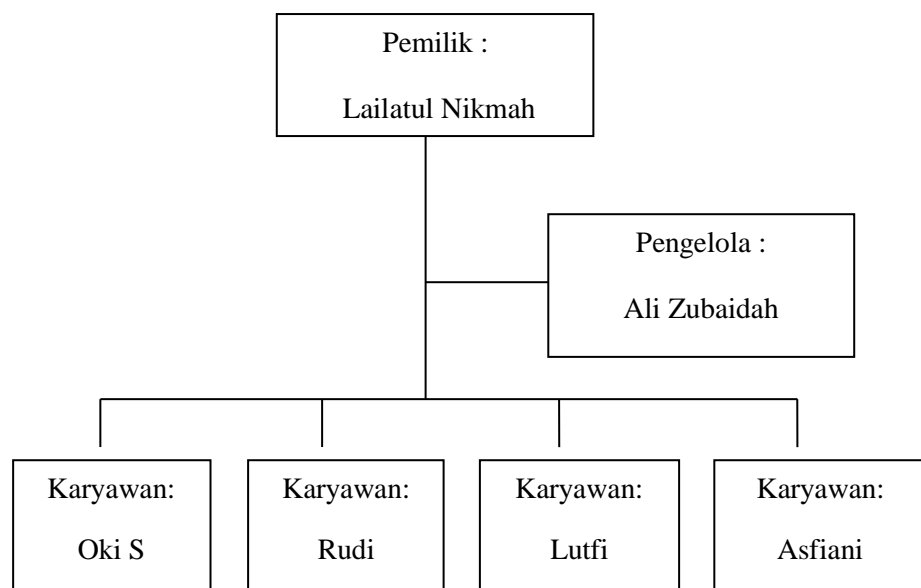 Pemilik :
Lailatul Nikmah
Pengelola :
Ali Zubaidah
Karyawan:
Oki S
Karyawan:
Rudi
Karyawan:
Lutfi
Karyawan:
Asfiani